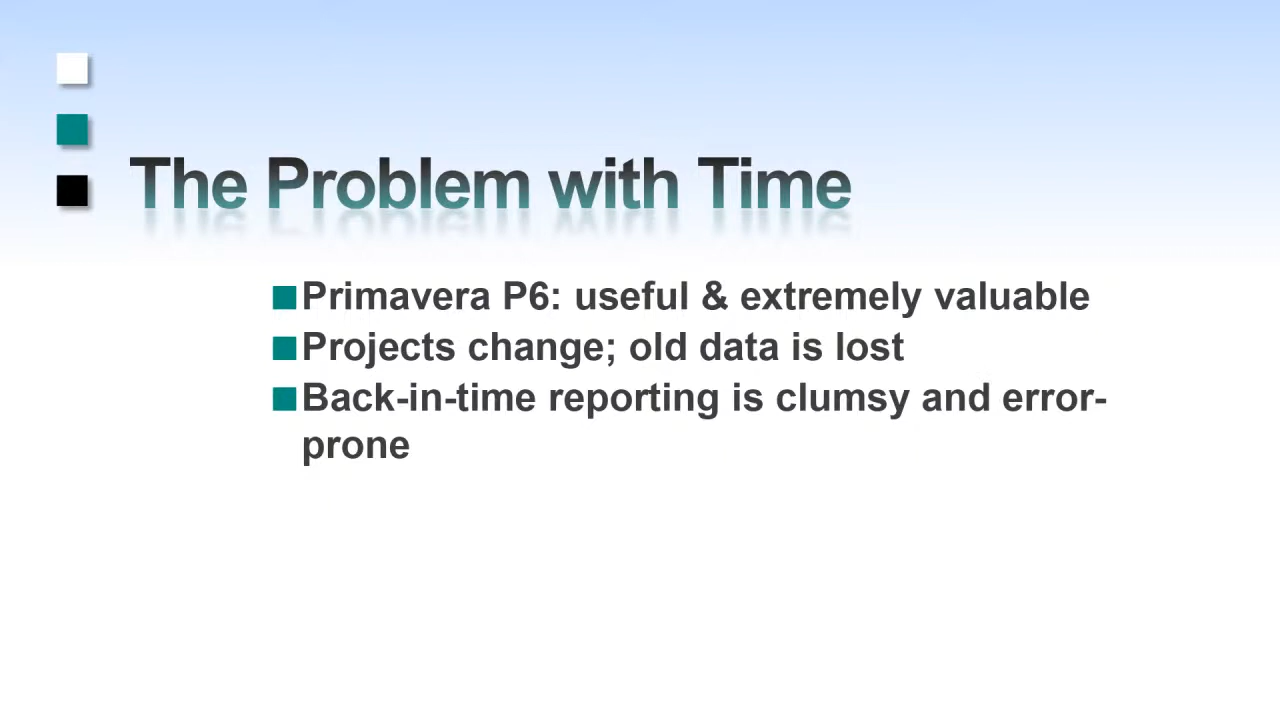 The Problem with Time
Primavera P6: useful & extremely valuable
Projects change; old data is lost
Back-in-time reporting is clumsy and error-
prone